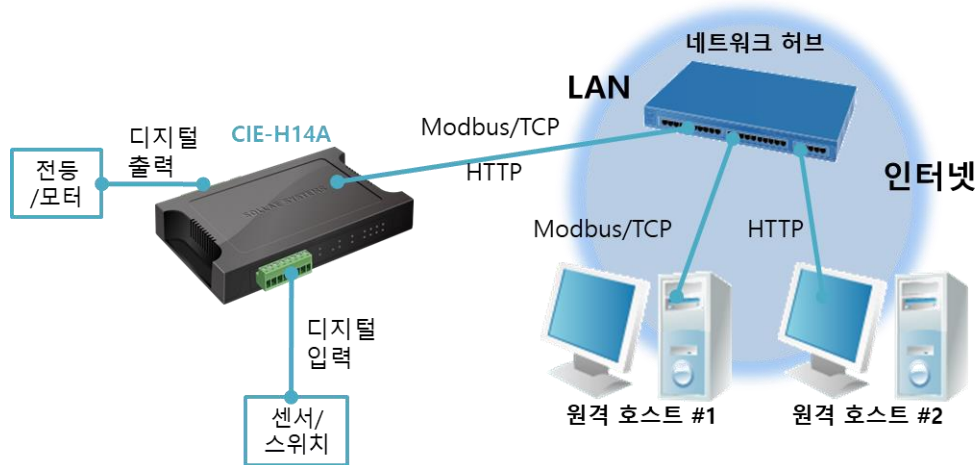 네트워크 허브
LAN
디지털
출력
CIE-H14A
Modbus/TCP
HTTP
전등
/모터
인터넷
Modbus/TCP
HTTP
디지털
입력
센서/
스위치
원격 호스트 #1
원격 호스트 #2